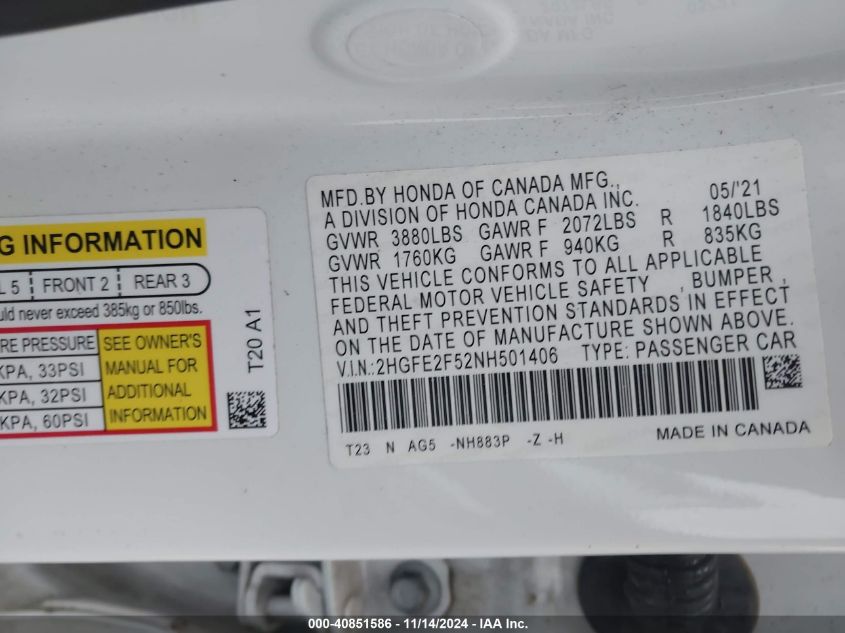 G INFORMATION
L 5 FRONT 2 REAR 3
uld never exceed 385kg or 850lbs.
RE PRESSURE SEE OWNER'S
KPA, 33PSI MANUAL FOR
KPA, 32PSI ADDITIONAL
KPA, 60PSI INFORMATION
T20 A1
MFD.BY HONDA OF CANADA MFG., 05/'21
A DIVISION OF HONDA CANADA INC.
GVWR 3880LBS GAWR F 2072LBS R 1840LBS
GVWR 1760KG GAWR F 940KG R 835KG
THIS VEHICLE CONFORMS TO ALL APPLICABLE
FEDERAL MOTOR VEHICLE SAFETY , BUMPER ,
AND THEFT PREVENTION STANDARDS IN EFFECT
ON THE DATE OF MANUFACTURE SHOWN ABOVE.
V.I.N.:2HGFE2F52NH501406 TYPE: PASSENGER CAR
T23 N AG5 -NH883P -Z -H MADE IN CANADA
000-40851586 - 11/14/2024 - IAA Inc.